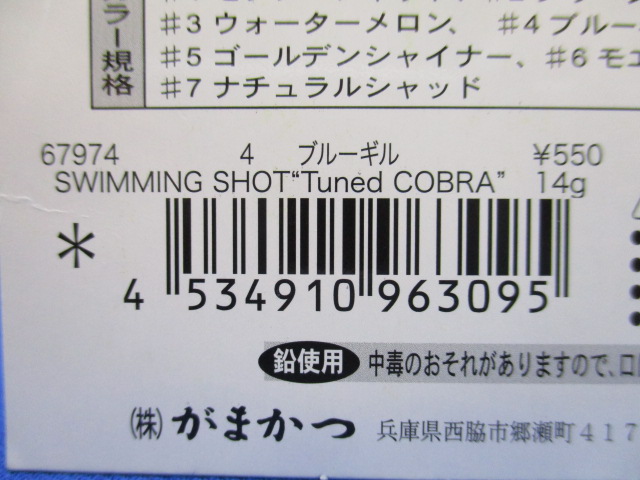 ラー規格
#3 ウォーターメロン、 #4 ブルー
#5 ゴールデンシャイナー、#6 モエ
#7 ナチュラルシャッド
67974 4 ブルーギル ¥550
SWIMMING SHOT“Tuned COBRA” 14g
*
4 534910 963095
鉛使用 中毒のおそれがありますので、口
㈱ がまかつ 兵庫県西脇市郷瀬町417